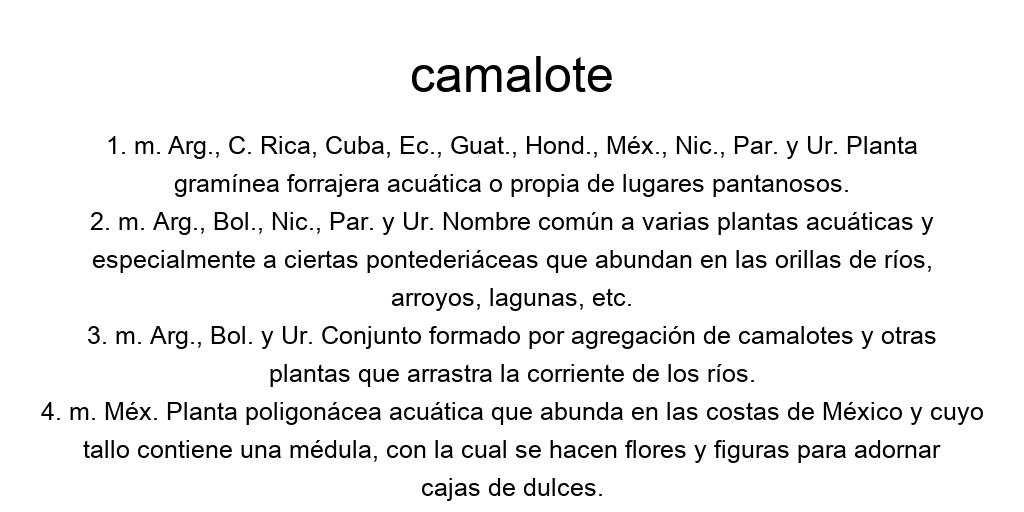 camalote
1. m. Arg., C. Rica, Cuba, Ec., Guat., Hond., Méx., Nic., Par. y Ur. Planta
gramínea forrajera acuática o propia de lugares pantanosos.
2. m. Arg., Bol., Nic., Par. y Ur. Nombre común a varias plantas acuáticas y
especialmente a ciertas pontederiáceas que abundan en las orillas de ríos,
arroyos, lagunas, etc.
3. m. Arg., Bol. y Ur. Conjunto formado por agregación de camalotes y otras
plantas que arrastra la corriente de los ríos.
4. m. Méx. Planta poligonácea acuática que abunda en las costas de México y cuyo
tallo contiene una médula, con la cual se hacen flores y figuras para adornar
cajas de dulces.